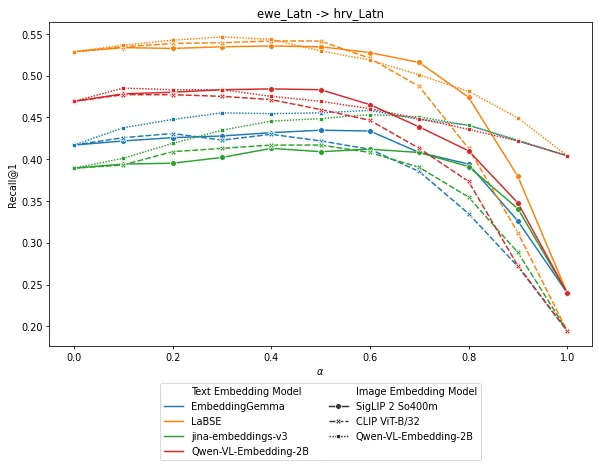 ewe_Latn -> hrv_Latn
Recall@1
0.55
0.50
0.45
0.40
0.35
0.30
0.25
0.20
0.0 0.2 0.4 0.6 0.8 1.0
α
Text Embedding Model Image Embedding Model
EmbeddingGemma SigLIP 2 So400m
LaBSE CLIP ViT-B/32
jina-embeddings-v3 Qwen-VL-Embedding-2B
Qwen-VL-Embedding-2B